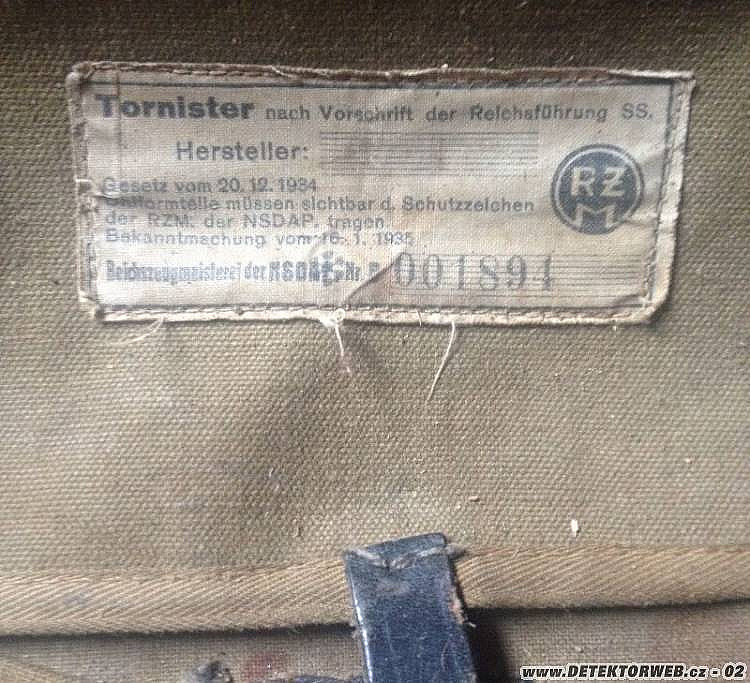 Tornister nach Vorschrift der Reichsführung SS.
Hersteller:
Gesetz vom 20.12.1934
Uniformteile müssen sichtbar d. Schutzzeichen
der RZM. der NSDAP. tragen
Bekanntmachung vom 16. 1. 1935
Reichszeugmeisterei der NSDAP Nr. 001894
RZM
www.DETEKTORWEB.cz - 02